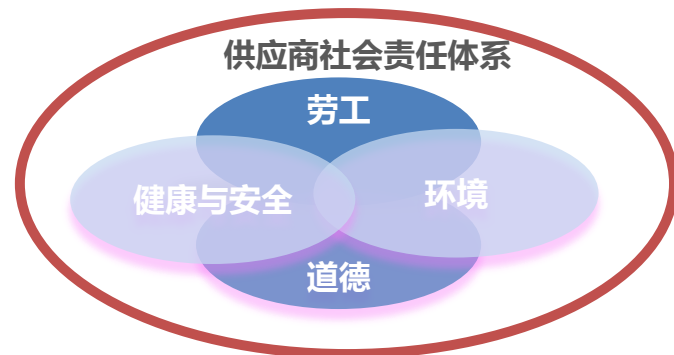 供应商社会责任体系
劳工
健康与安全
环境
道德